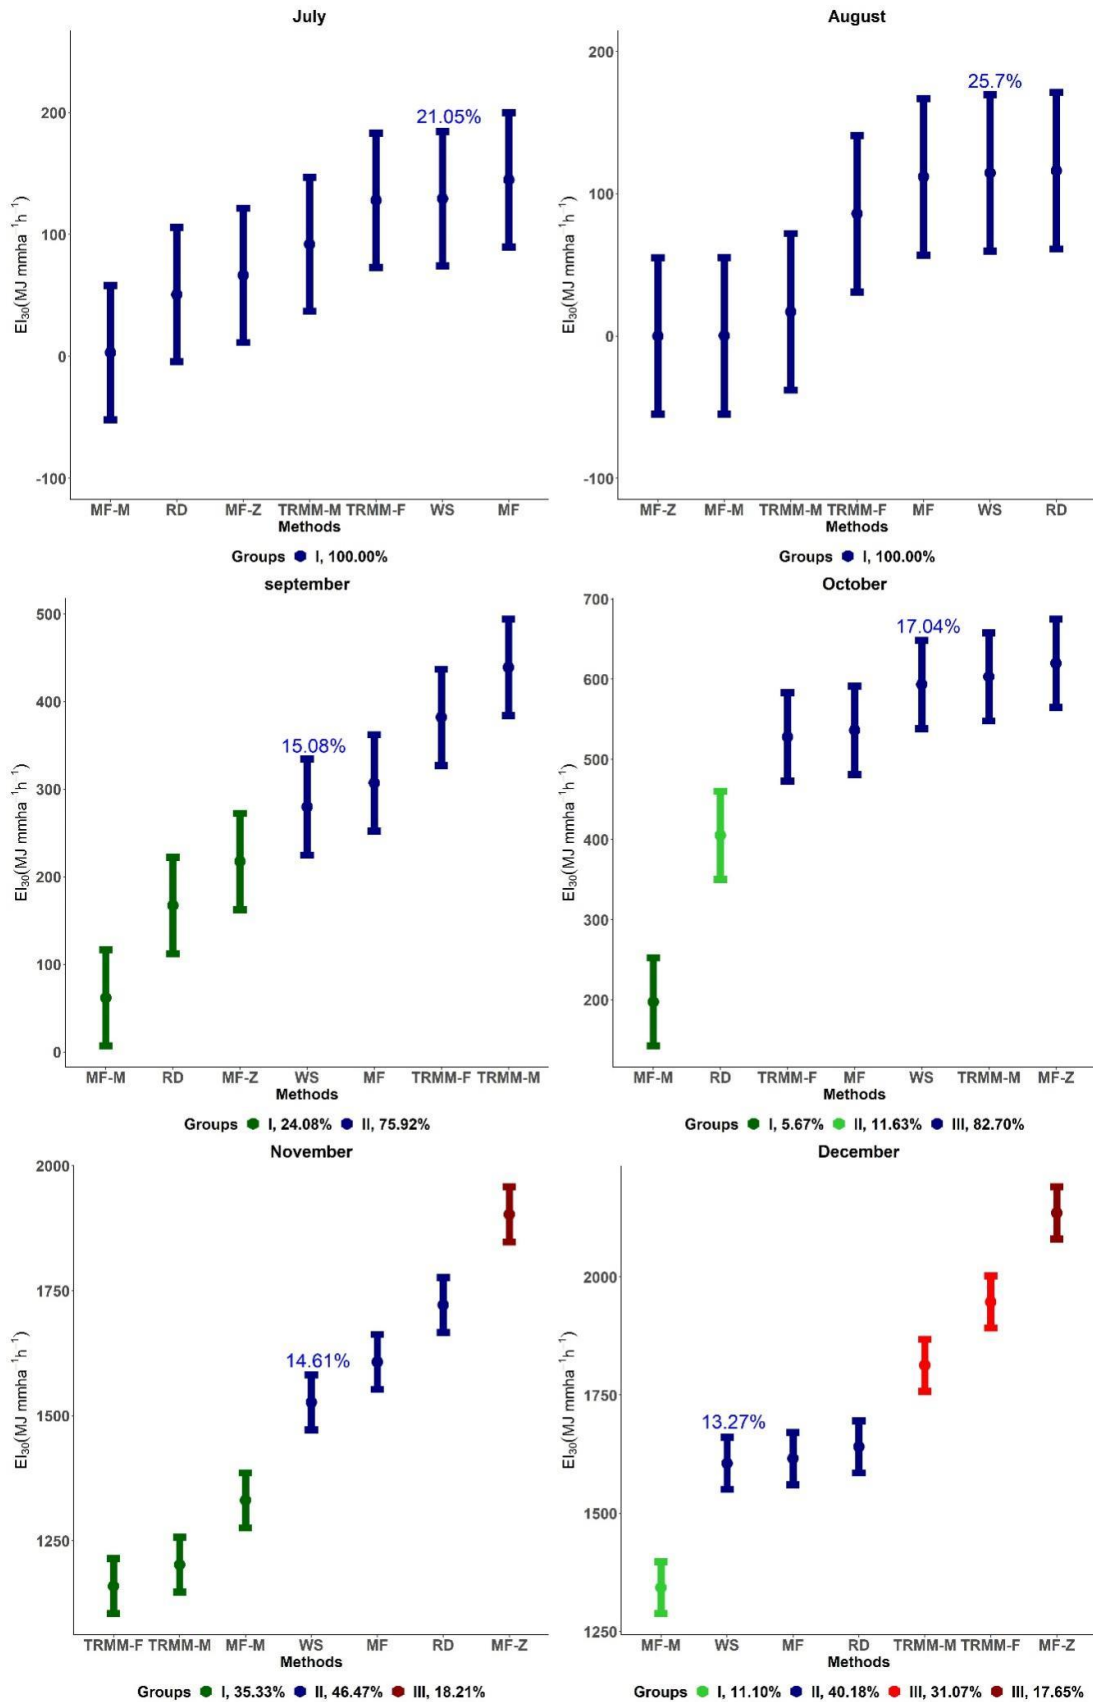 July
EI30(MJ mmha⁻¹h⁻¹)
200
100
0
-100
21.05%
MF-M RD MF-Z TRMM-M TRMM-F WS MF
Methods
Groups I, 100.00%
August
EI30(MJ mmha⁻¹h⁻¹)
200
100
0
-100
25.7%
MF-Z MF-M TRMM-M TRMM-F MF WS RD
Methods
Groups I, 100.00%
september
EI30(MJ mmha⁻¹h⁻¹)
500
400
300
200
100
0
15.08%
MF-M RD MF-Z WS MF TRMM-F TRMM-M
Methods
Groups I, 24.08% II, 75.92%
October
EI30(MJ mmha⁻¹h⁻¹)
700
600
500
400
300
200
17.04%
MF-M RD TRMM-F MF WS TRMM-M MF-Z
Methods
Groups I, 5.67% II, 11.63% III, 82.70%
November
EI30(MJ mmha⁻¹h⁻¹)
2000
1750
1500
1250
14.61%
TRMM-F TRMM-M MF-M WS MF RD MF-Z
Methods
Groups I, 35.33% II, 46.47% III, 18.21%
December
EI30(MJ mmha⁻¹h⁻¹)
2000
1750
1500
1250
13.27%
MF-M WS MF RD TRMM-M TRMM-F MF-Z
Methods
Groups I, 11.10% II, 40.18% III, 31.07% III, 17.65%